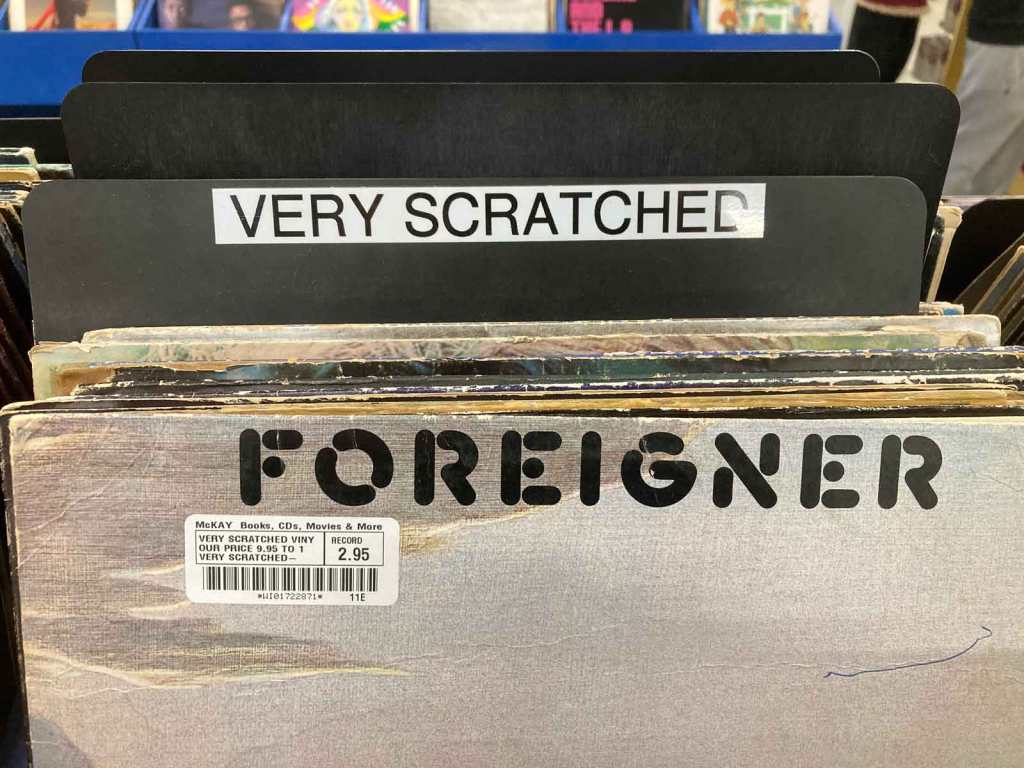 VERY SCRATCHED
FOREIGNER
McKAY Books, CDs, Movies & More
VERY SCRATCHED VINY
OUR PRICE 9.95 TO 1
VERY SCRATCHED—
RECORD
2.95
*WI01722871*
11E